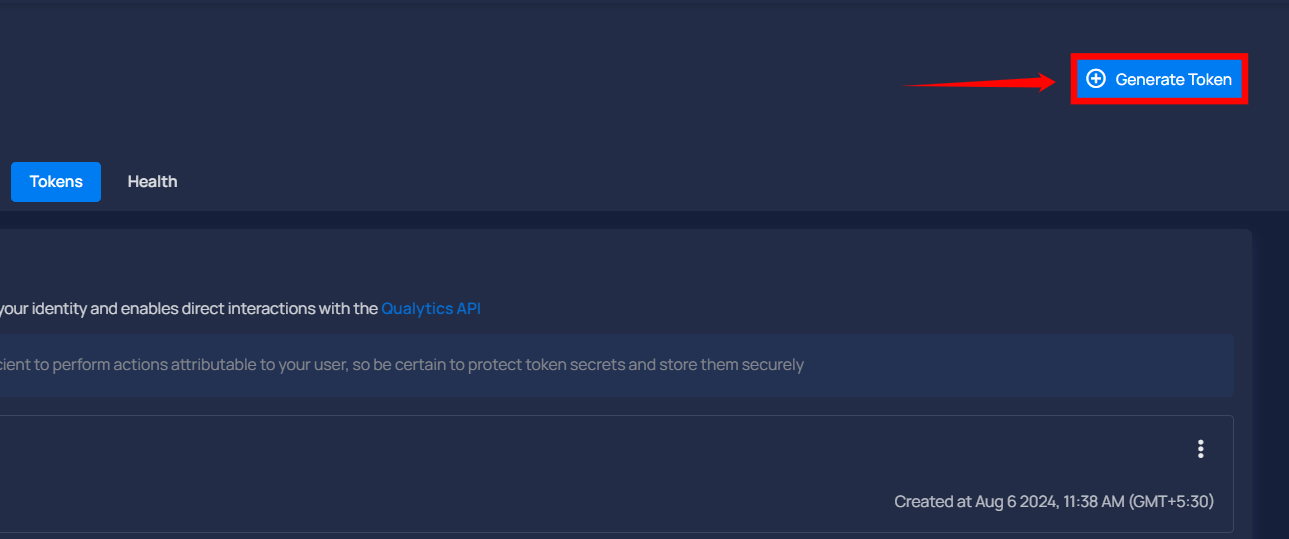 Generate Token
Tokens
Health
your identity and enables direct interactions with the Qualytics API
to perform actions attributable to your user, so be certain to protect token secrets and store them securely
Created at Aug 6 2024, 11:38 AM (GMT+5:30)